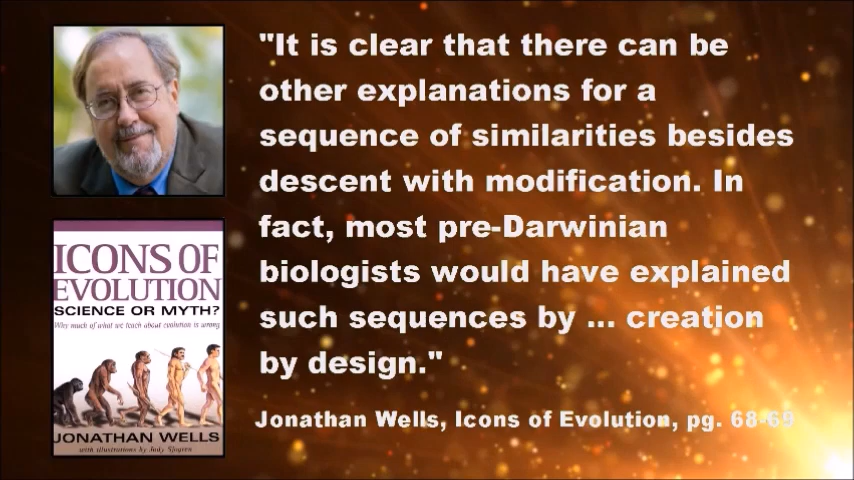 "It is clear that there can be
other explanations for a
sequence of similarities besides
descent with modification. In
fact, most pre-Darwinian
biologists would have explained
such sequences by ... creation
by design."
Jonathan Wells, Icons of Evolution, pg. 68-69
ICONS OF
EVOLUTION
SCIENCE OR MYTH?
Why much of what we teach about evolution is wrong
JONATHAN WELLS
with illustrations by Jody Sjogren